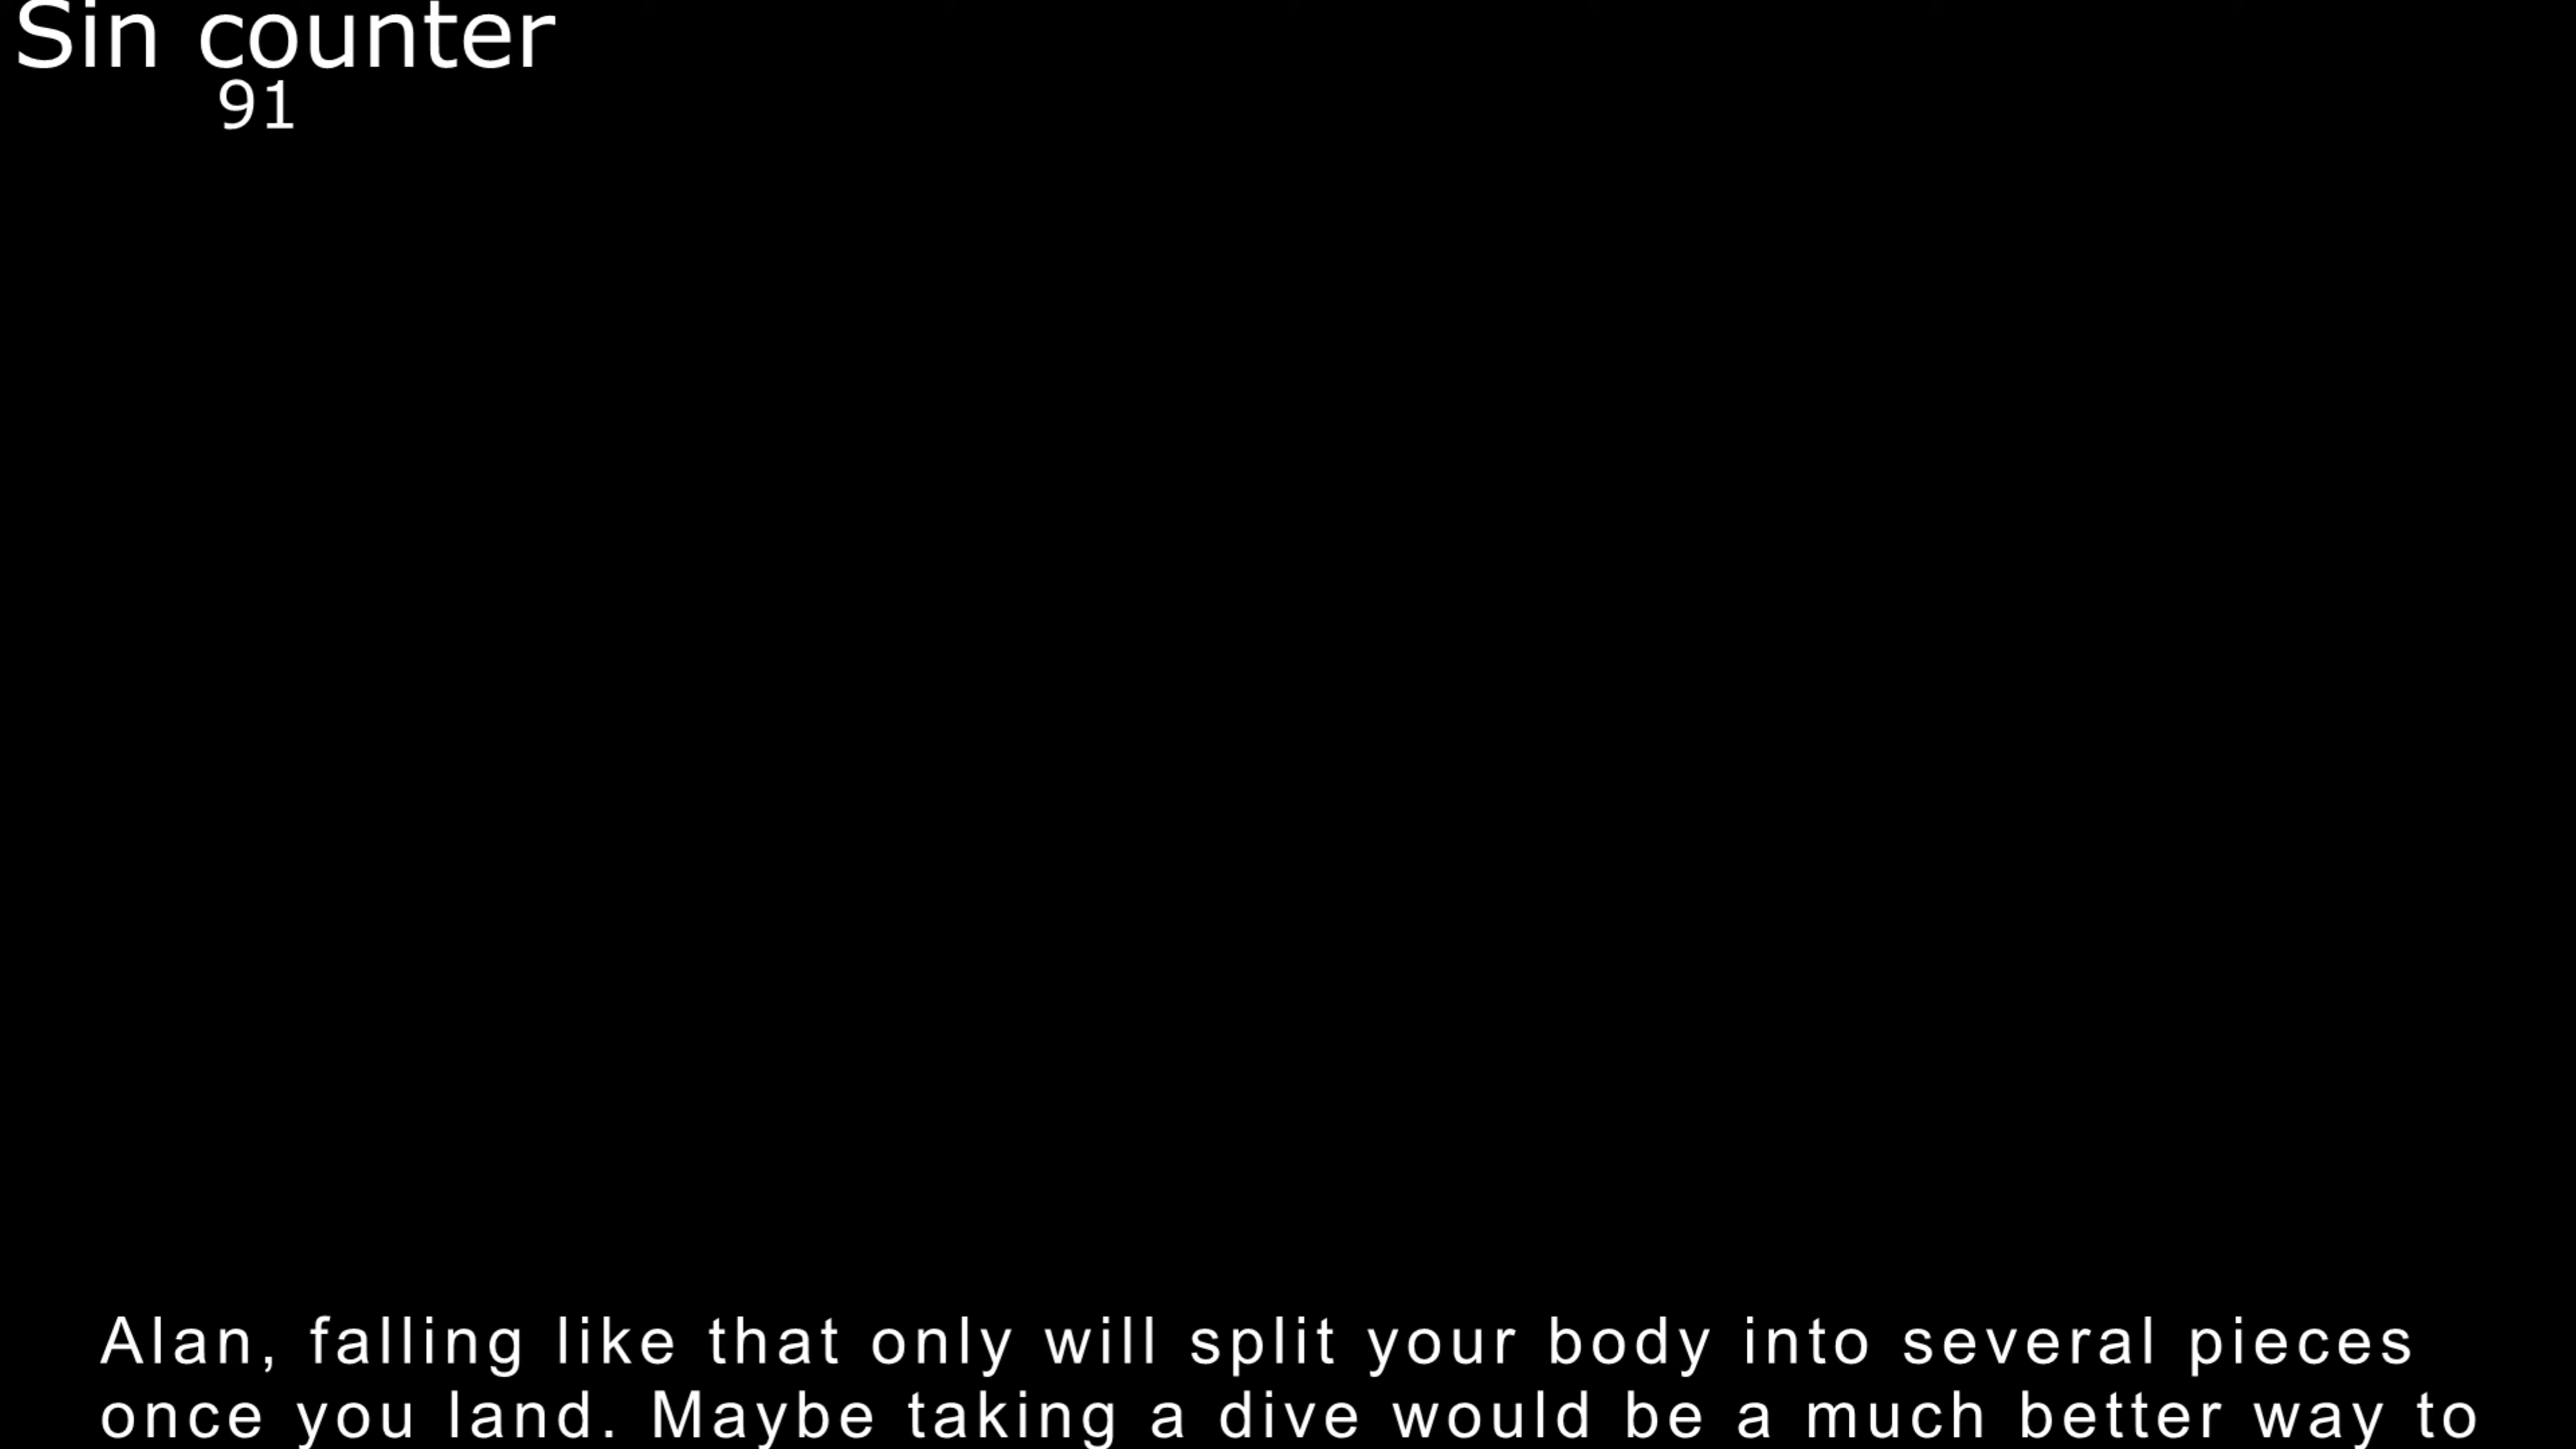 Sin counter
91
Alan, falling like that only will split your body into several pieces
once you land. Maybe taking a dive would be a much better way to